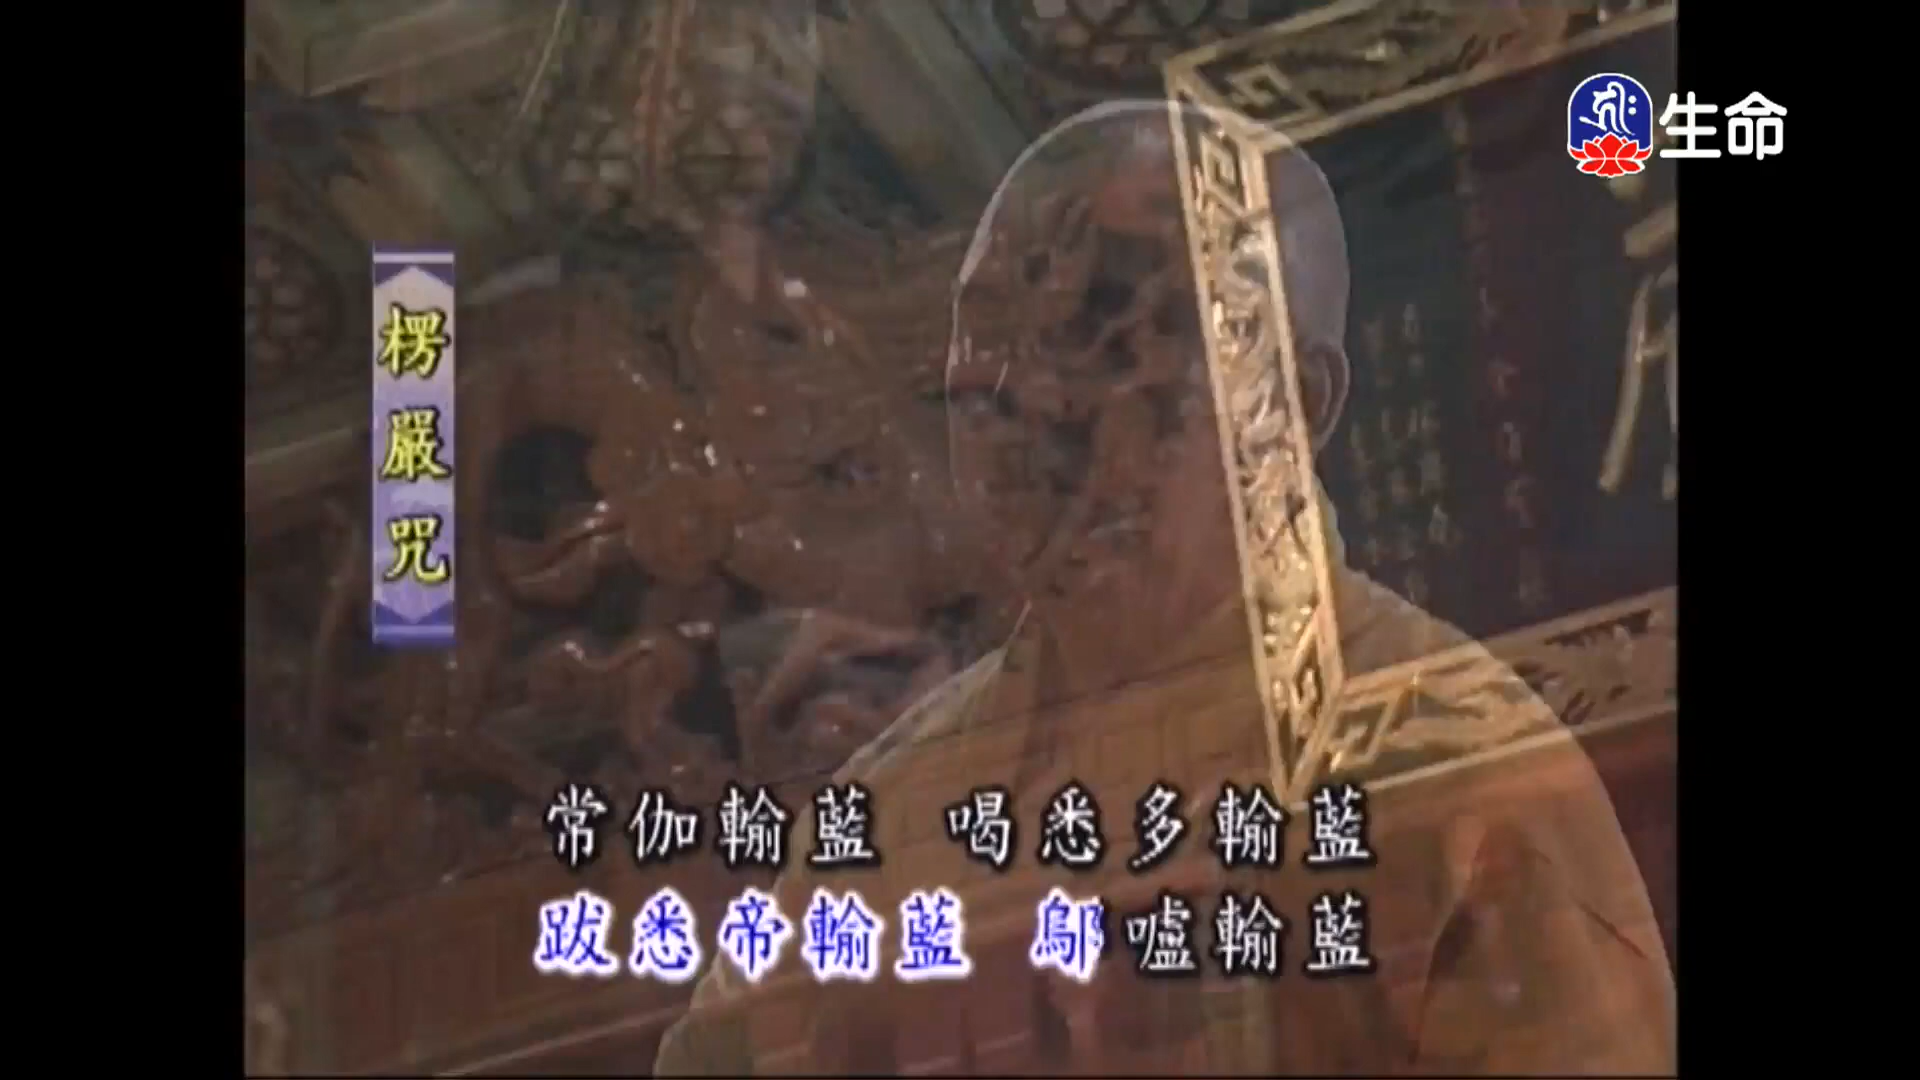 生命
楞嚴咒
常伽輸藍 喝悉多輸藍
跋悉帝輸藍 鄔嚧輸藍